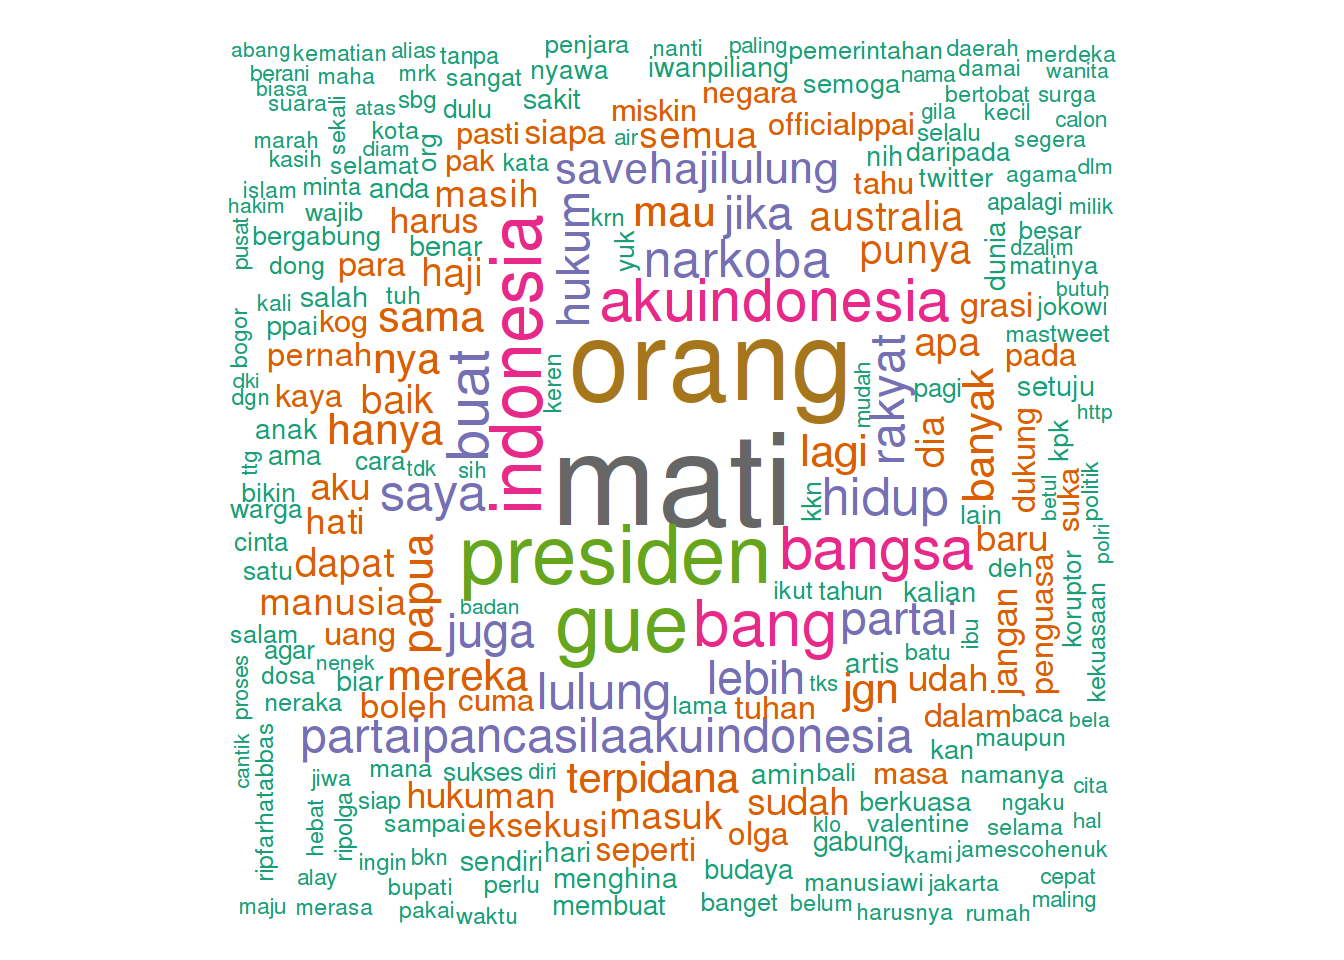 abang kematian alias tanpa penjara nanti paling pemerintahan daerah merdeka
berani maha mrk sangat nyawa iwanpiliang semoga nama damai wanita
biasa suara atas sbg dulu sakit miskin negara bertobat surga
marah sekali kota org pasti siapa air semua officialppai gila kecil calon
kasih diam selamat pak kata savehajilulung nih selalu daripada segera
islam minta anda masih hukum krn mau jika tahu twitter agama dlm
hakim wajib harus australia apalagi milik
pusat bergabung benar yuk narkoba punya dunia besar dzalim
dong para haji indonesia matinya
kali salah tuh akuindonesia grasi jokowi butuh
bogor ppai kog sama orang rakyat apa mas tweet
pernah nya buat keren mudah pada
dki dgn kaya baik pagi banyak setuju
anak hanya dia dukung kpk http
ttg ama cara tdk sih mati lagi betul politik
bikin aku saya kkn hidup suka
warga hati lain
cinta papua presiden bangsa baru polri
satu dapat deh
manusia badan ikut tahun kalian jangan penguasa koruptor kekuasaan
salam uang juga gue bang partai ibu
agar nenek artis batu
proses dosa biar mereka lulung lebih tks jgn udah
neraka boleh cuma lama tuhan dalam baca bela
cantik ripfarhatabbas partaipancasilaakuindonesia kan maupun
jiwa mana sukses diri terpidana amin bali masa namanya cita
hebat ripolga siap hukuman sudah berkuasa ngaku
sampai eksekusi masuk olga klo valentine selama hal
ingin bkn sendiri hari seperti gabung kami jamescohenuk
alay bupati perlu menghina budaya manusiawi jakarta cepat
maju merasa pakai waktu membuat banget belum harusnya rumah maling